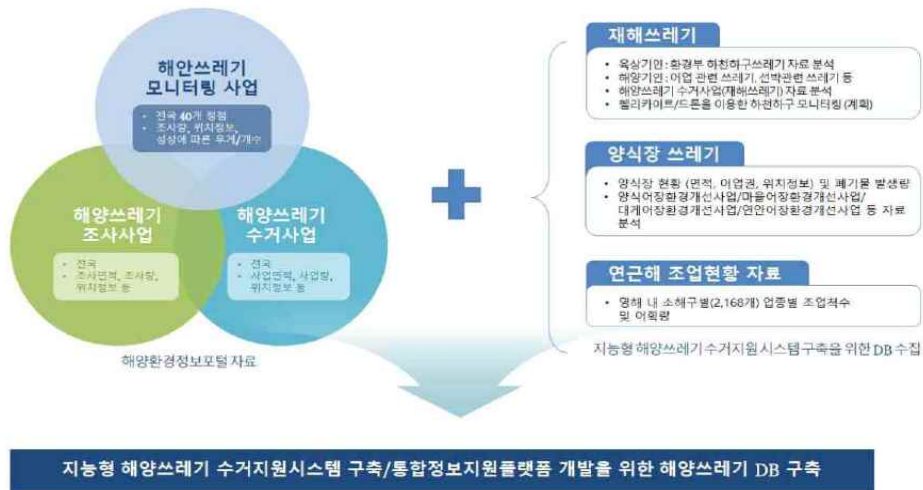 해안쓰레기
모니터링 사업
• 전국 40개 정점
• 조사량, 위치정보,
성상에 따른 무게/개수
해양쓰레기
조사사업
• 전국
• 조사면적, 조사량,
위치정보 등
해양쓰레기
수거사업
• 전국
• 사업면적, 사업량,
위치정보 등
해양환경정보포털 자료
재해쓰레기
• 육상기인: 환경부 하천하구쓰레기 자료 분석
• 해양기인: 어업 관련 쓰레기, 선박관련 쓰레기 등
• 해양쓰레기 수거사업(재해쓰레기) 자료 분석
• 헬리카이트/드론을 이용한 하천하구 모니터링 (계획)
양식장 쓰레기
• 양식장 현황 (면적, 어업권, 위치정보) 및 폐기물 발생량
• 양식어장환경개선사업/마을어장환경개선사업/
대게어장환경개선사업/연안어장환경개선사업 등 자료
분석
연근해 조업현황 자료
• 영해 내 소해구별(2,168개) 업종별 조업척수
및 어획량
지능형 해양쓰레기 수거지원 시스템 구축을 위한 DB 수집
지능형 해양쓰레기 수거지원시스템 구축/통합정보지원플랫폼 개발을 위한 해양쓰레기 DB 구축